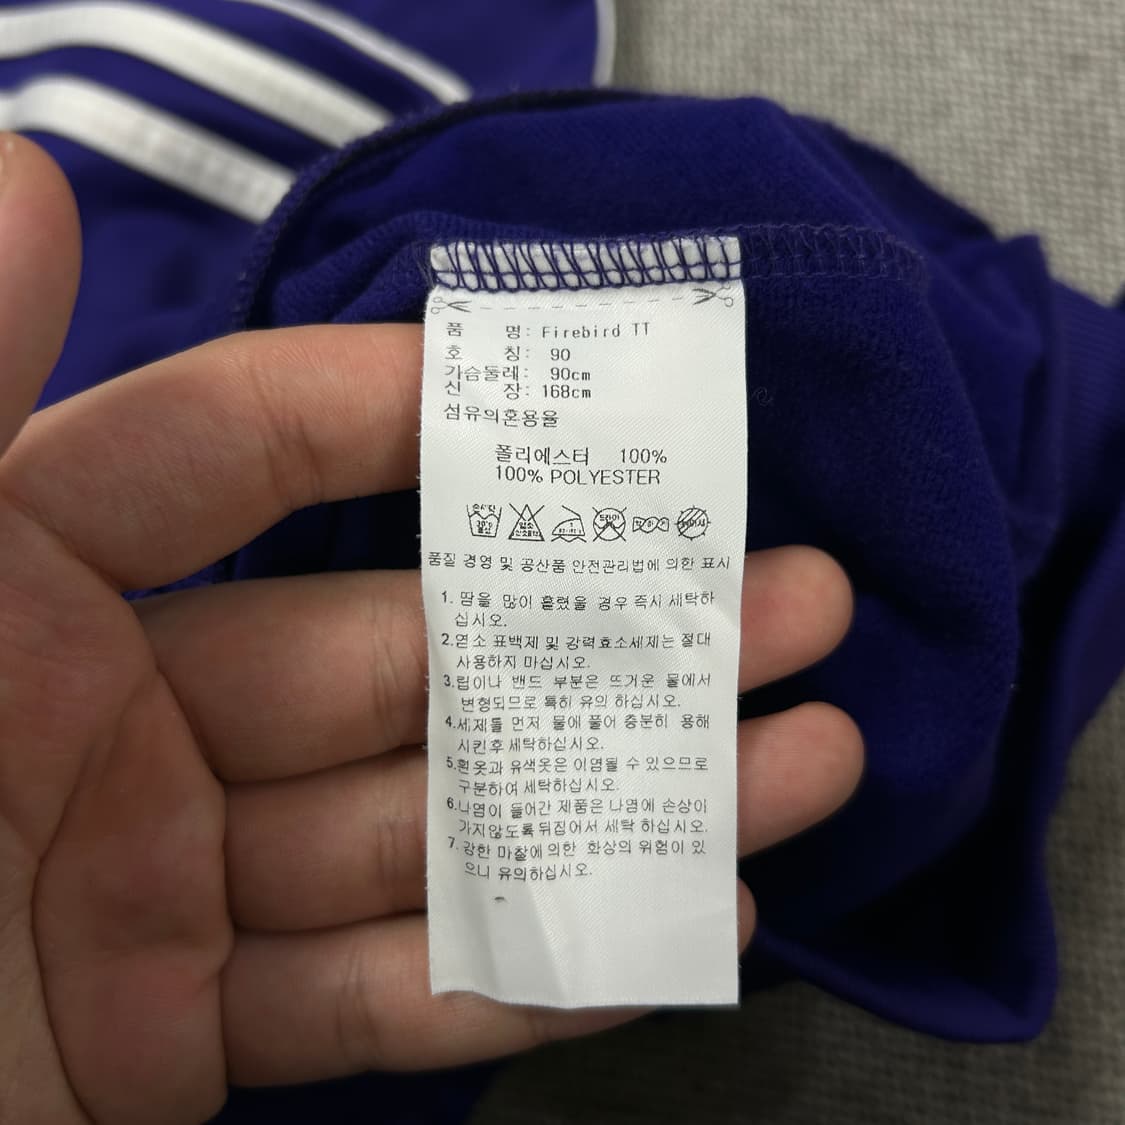 품 명: Firebird TT
호 칭: 90
가슴둘레: 90cm
신 장: 168cm
섬유의혼용율
폴리에스터 100%
100% POLYESTER
품질 경영 및 공산품 안전관리법에 의한 표시
1. 땀을 많이 흘렸을 경우 즉시 세탁하
십시오.
2.염소 표백제 및 강력효소세제는 절대
사용하지 마십시오.
3.립이나 밴드 부분은 뜨거운 물에서
변형되므로 특히 유의 하십시오.
4.세제를 먼저 물에 풀어 충분히 용해
시킨후 세탁하십시오.
5.흰옷과 유색옷은 이염될 수 있으므로
구분하여 세탁하십시오.
6.나염이 들어간 제품은 나염에 손상이
가지않도록 뒤집어서 세탁 하십시오.
7. 강한 마찰에 의한 화상의 위험이 있
으니 유의하십시오.